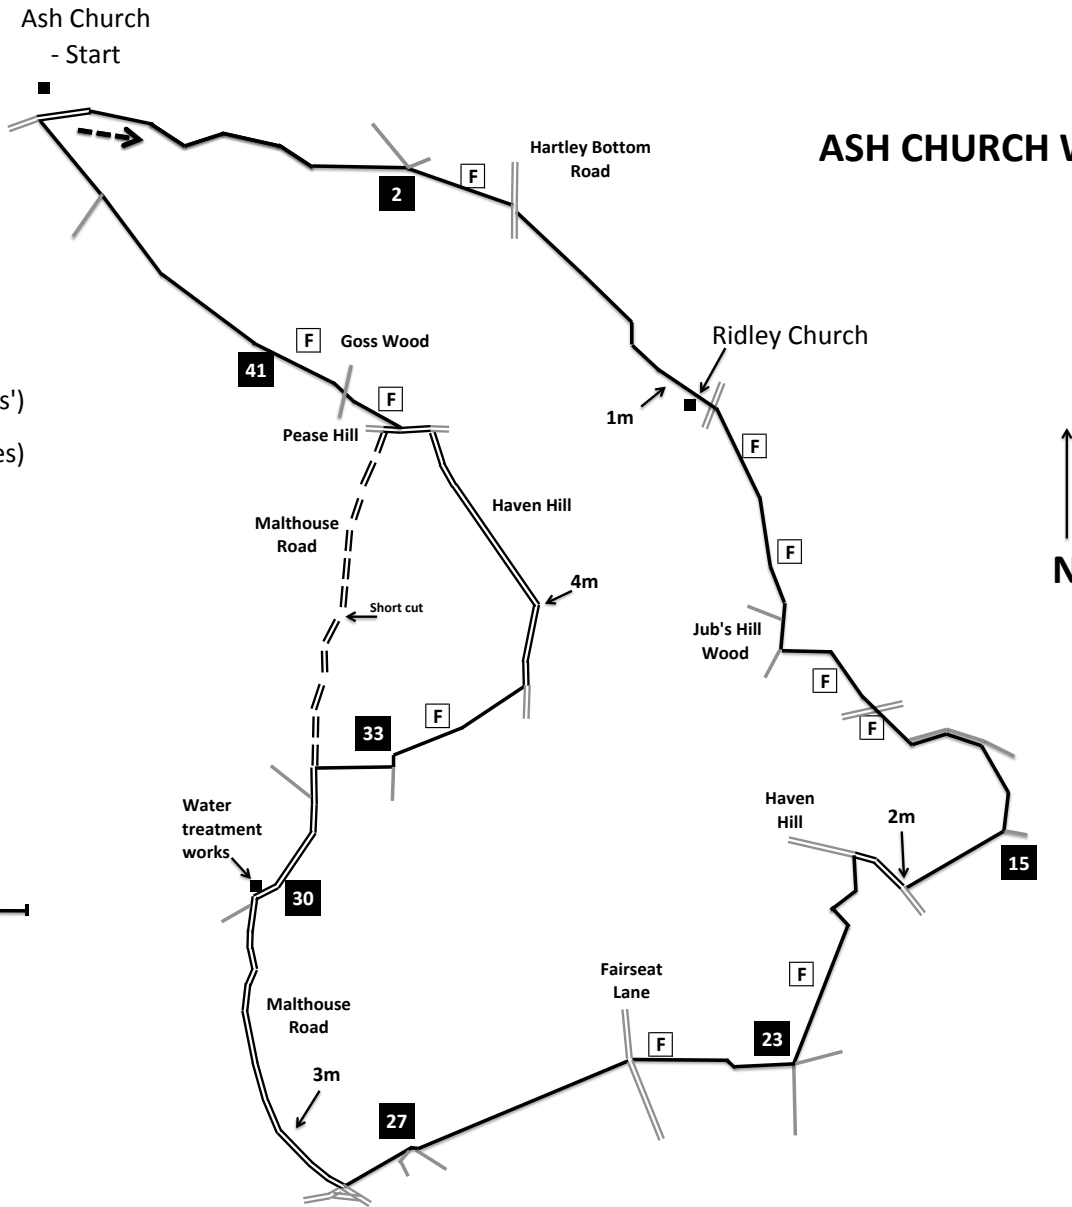 Ash Church
- Start
ASH CHURCH W
Hartley Bottom
Road
F
2
Ridley Church
F
Goss Wood
41
s')
F
1m
Pease Hill
es)
F
Haven Hill
Malthouse
Road
F
N
4m
Short cut
Jub's Hill
Wood
F
F
33
F
Water
treatment
works
Haven
Hill
2m
15
30
Fairseat
Lane
F
Malthouse
Road
F
23
3m
27